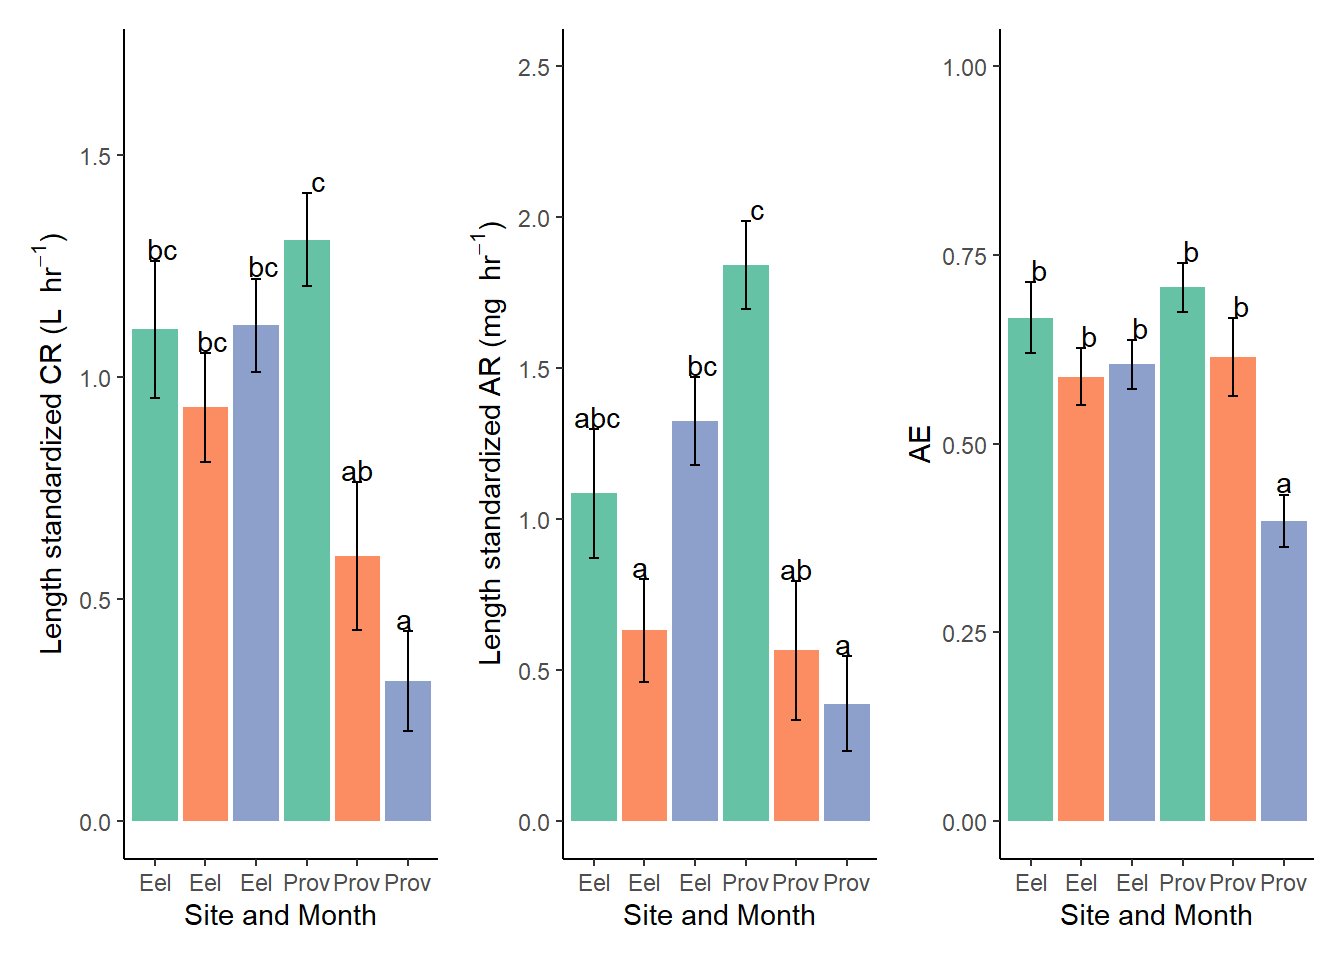 Length standardized CR (L hr⁻¹)
1.5
1.0
0.5
0.0
bc
bc
bc
c
ab
a
Eel Eel Eel Prov Prov Prov
Site and Month
Length standardized AR (mg hr⁻¹)
2.5
2.0
1.5
1.0
0.5
0.0
abc
a
bc
c
ab
a
Eel Eel Eel Prov Prov Prov
Site and Month
AE
1.00
0.75
0.50
0.25
0.00
b
b
b
b
b
a
Eel Eel Eel Prov Prov Prov
Site and Month